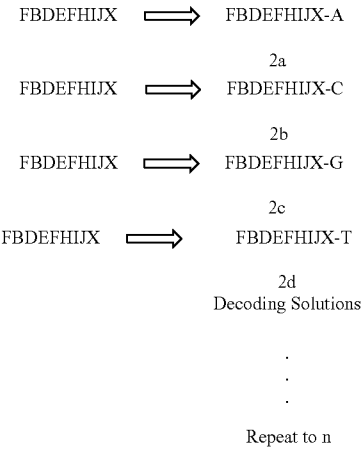 FBDEFHIJX FBDEFHIJX-A
2a
FBDEFHIJX FBDEFHIJX-C
2b
FBDEFHIJX FBDEFHIJX-G
2c
FBDEFHIJX FBDEFHIJX-T
2d
Decoding Solutions
.
.
.
Repeat to n